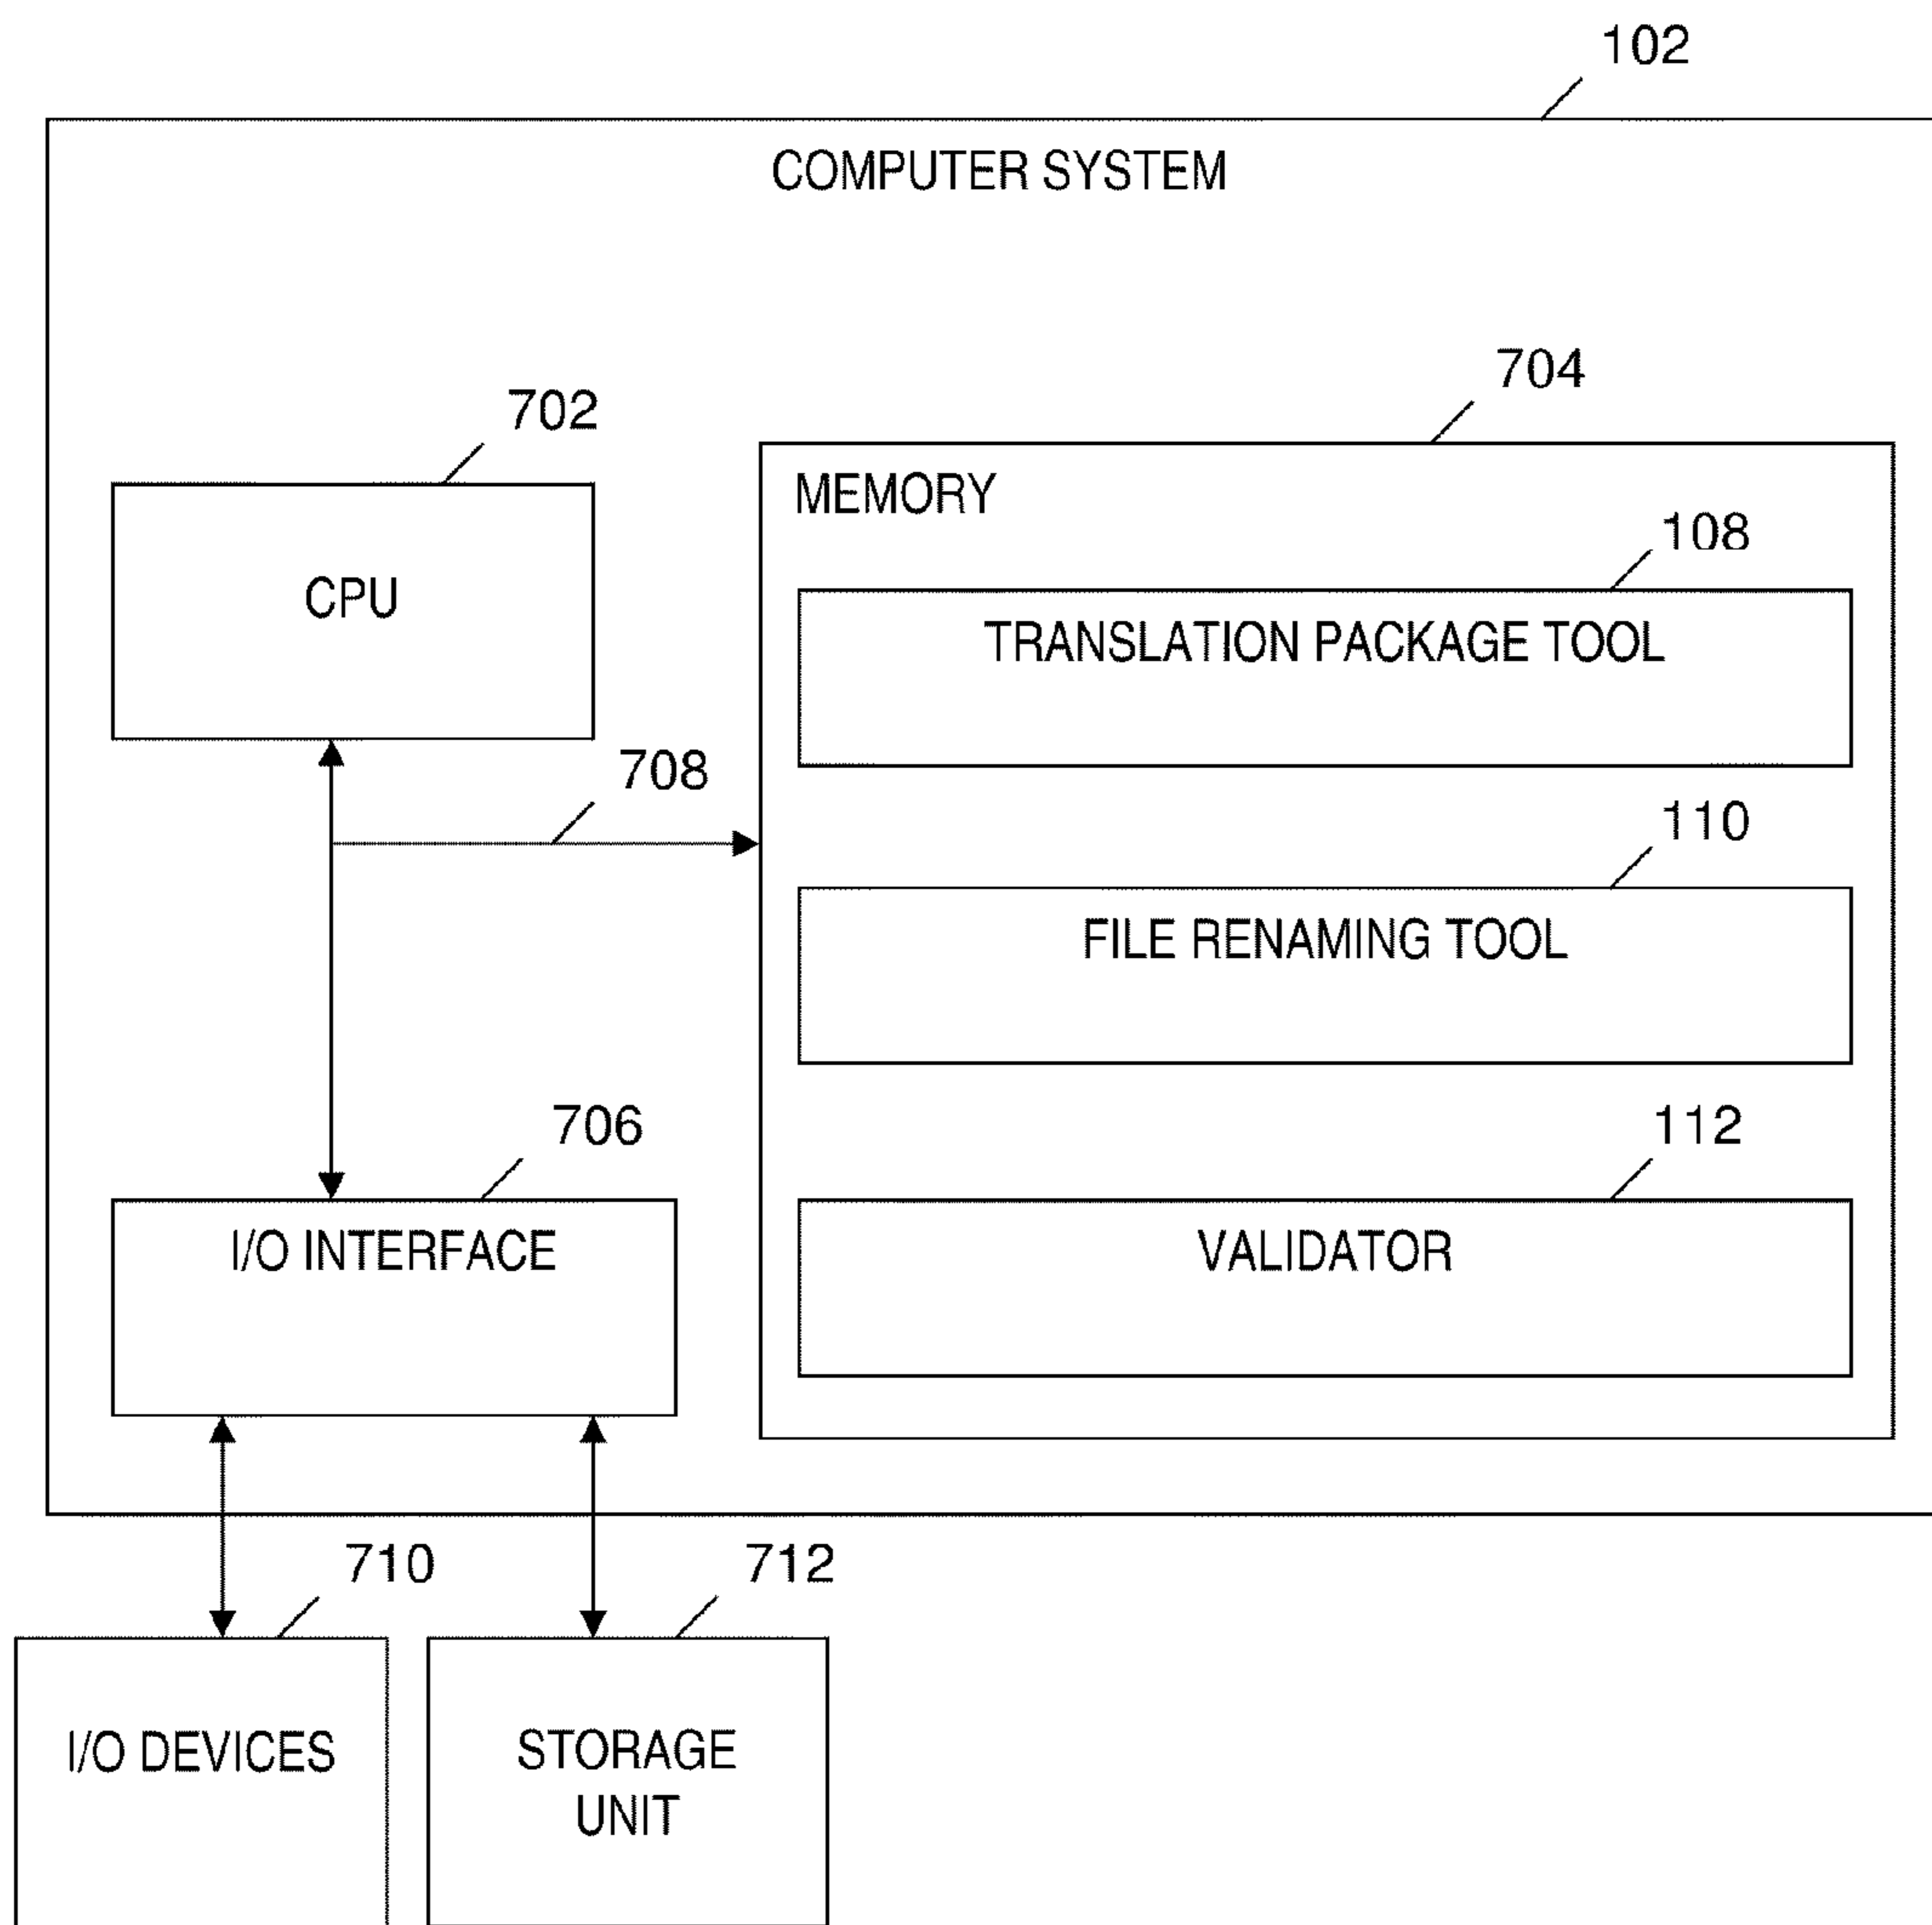 102
COMPUTER SYSTEM
704
702
MEMORY
108
CPU
TRANSLATION PACKAGE TOOL
708
110
FILE RENAMING TOOL
706
112
I/O INTERFACE
VALIDATOR
710
712
I/O DEVICES
STORAGE
UNIT